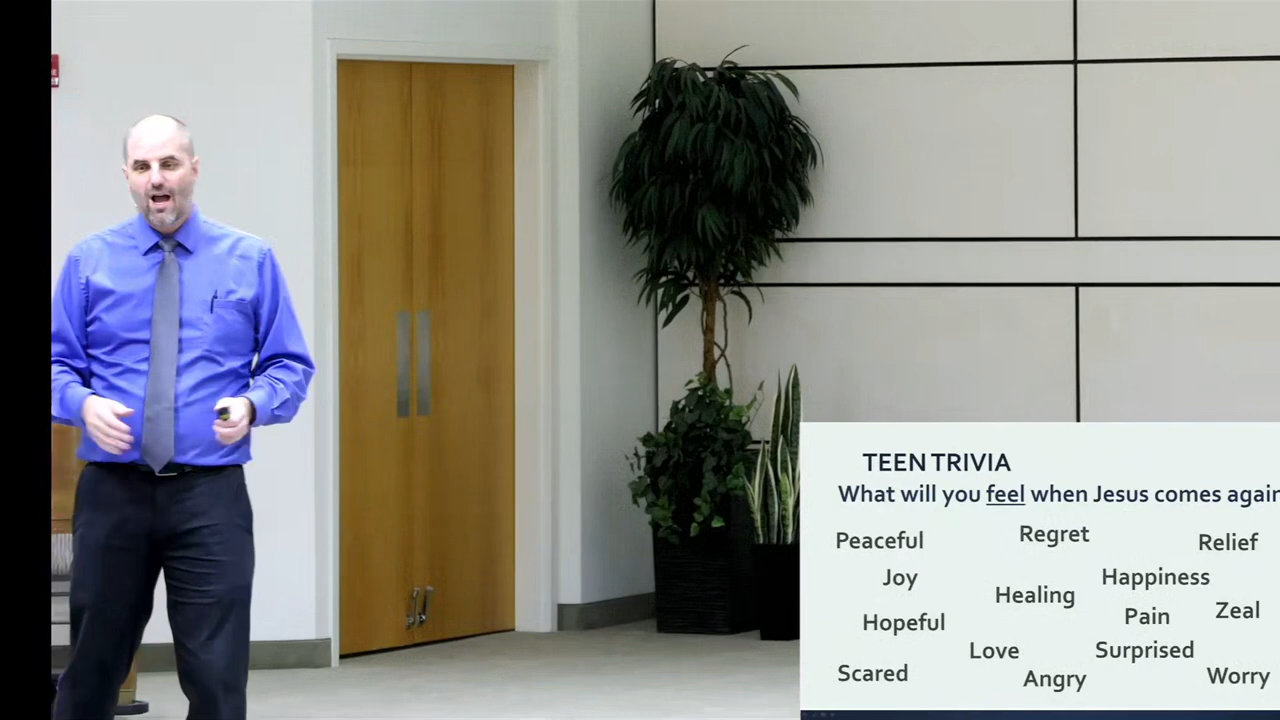 TEEN TRIVIA
What will you feel when Jesus comes again
Peaceful Regret Relief
Joy Healing Happiness
Hopeful Pain Zeal
Love Surprised
Scared Angry Worry